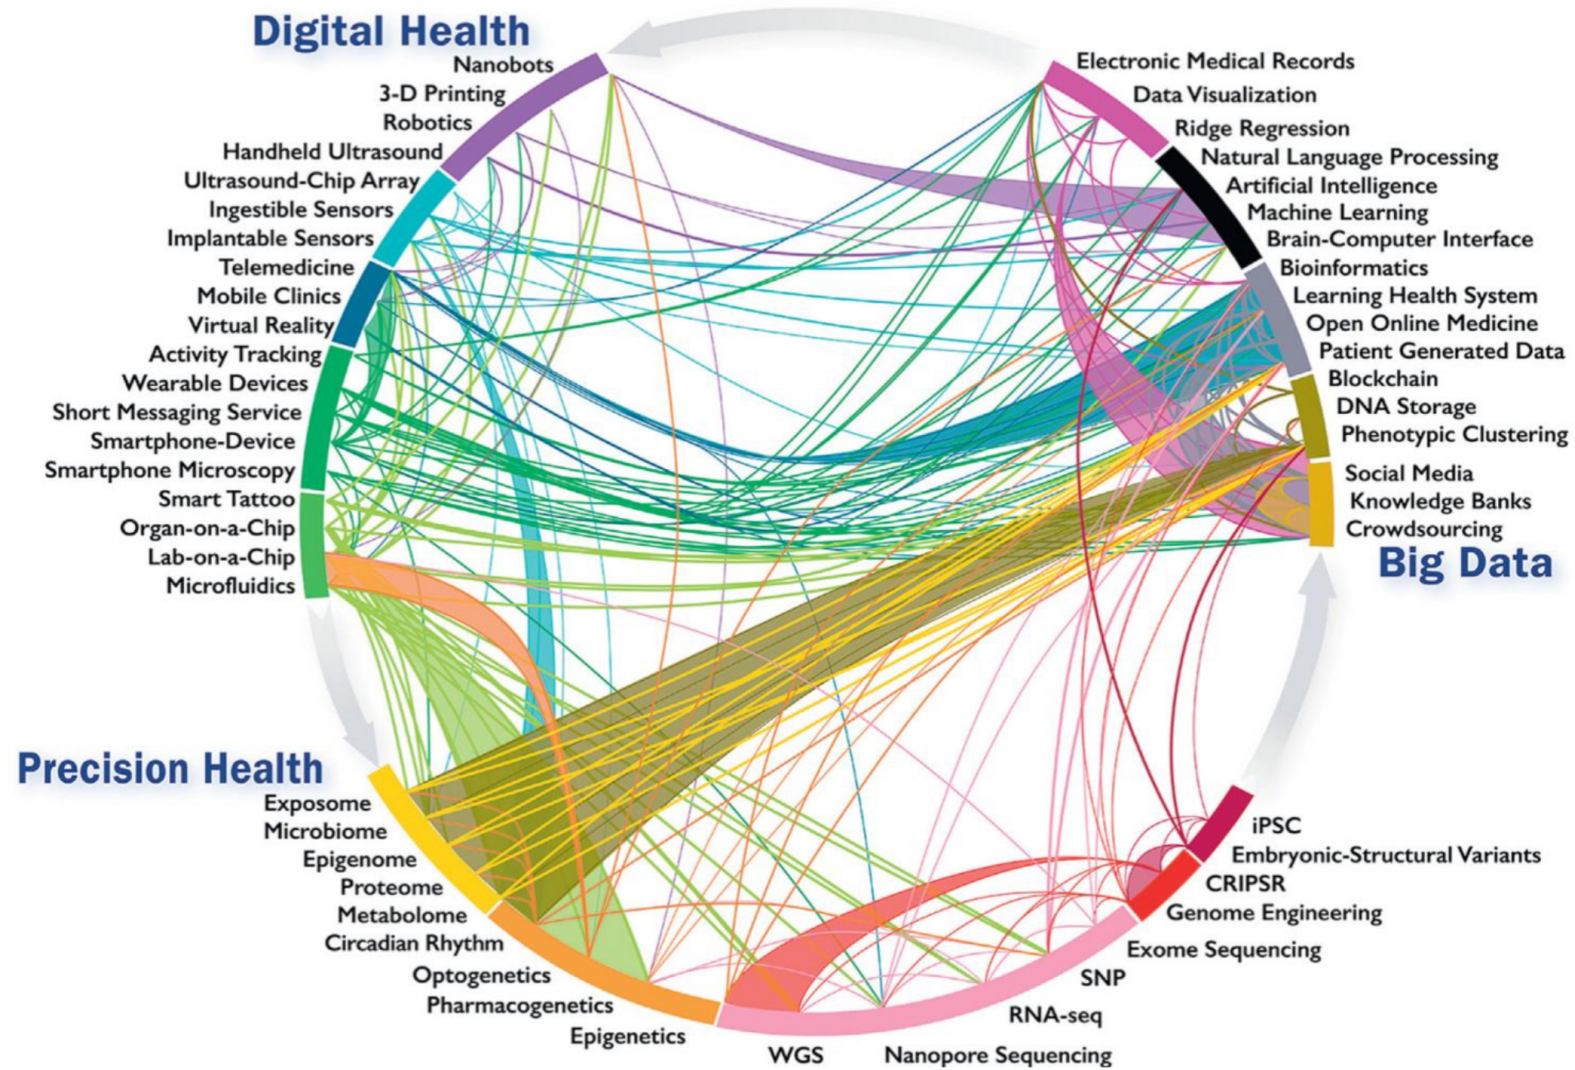 Digital Health
Nanobots
3-D Printing
Robotics
Handheld Ultrasound
Ultrasound-Chip Array
Ingestible Sensors
Implantable Sensors
Telemedicine
Mobile Clinics
Virtual Reality
Activity Tracking
Wearable Devices
Short Messaging Service
Smartphone-Device
Smartphone Microscopy
Smart Tattoo
Organ-on-a-Chip
Lab-on-a-Chip
Microfluidics
Electronic Medical Records
Data Visualization
Ridge Regression
Natural Language Processing
Artificial Intelligence
Machine Learning
Brain-Computer Interface
Bioinformatics
Learning Health System
Open Online Medicine
Patient Generated Data
Blockchain
DNA Storage
Phenotypic Clustering
Social Media
Knowledge Banks
Crowdsourcing
Big Data
Precision Health
Exposome
Microbiome
Epigenome
Proteome
Metabolome
Circadian Rhythm
Optogenetics
Pharmacogenetics
Epigenetics
WGS
Nanopore Sequencing
RNA-seq
SNP
Exome Sequencing
Genome Engineering
CRIPSR
Embryonic-Structural Variants
iPSC